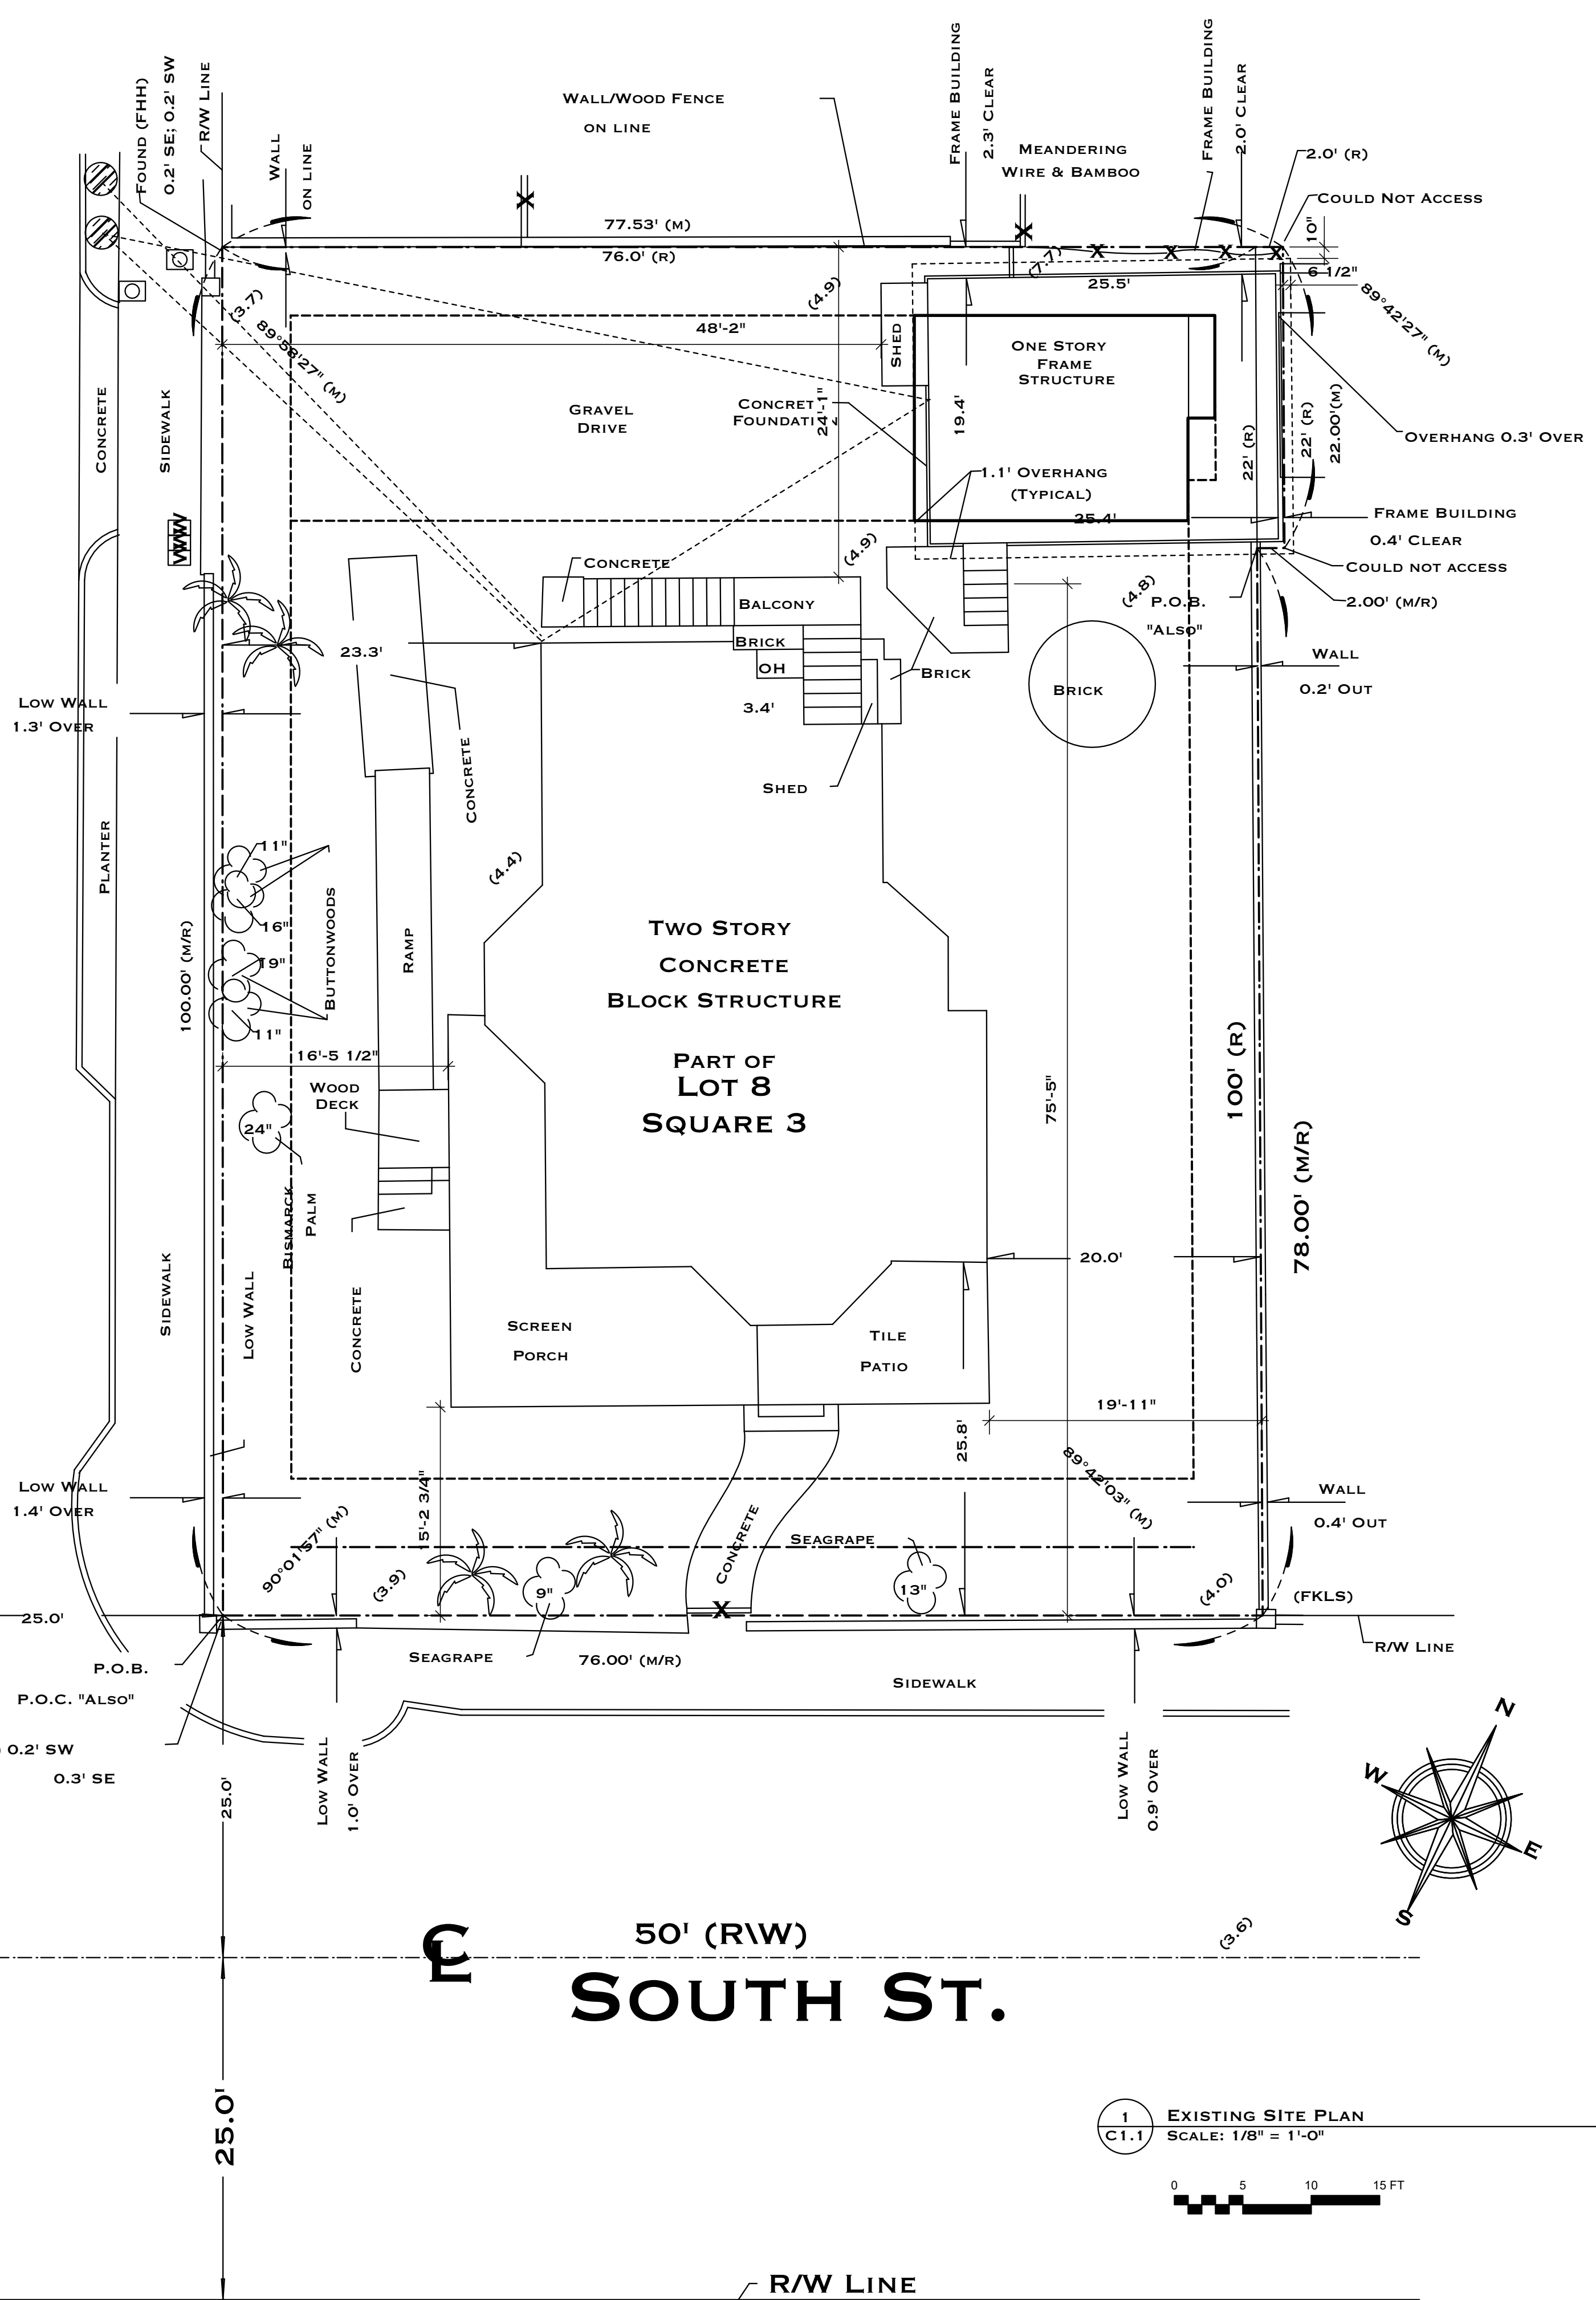 FOUND (FHH)
0.2' SE; 0.2' SW
R/W LINE
WALL
ON LINE
WALL/WOOD FENCE
ON LINE
FRAME BUILDING
2.3' CLEAR
MEANDERING
WIRE & BAMBOO
FRAME BUILDING
2.0' CLEAR
2.0' (R)
COULD NOT ACCESS
10"
X
X
77.53' (M)
76.0' (R)
X
X
X
X
(7.7)
25.5'
6 1/2"
89°42'27" (M)
(3.7)
89°58'27" (M)
(4.9)
48'-2"
SHED
ONE STORY
FRAME
STRUCTURE
CONCRETE
SIDEWALK
GRAVEL
DRIVE
CONCRET
FOUNDATI
24'-1"
19.4'
22' (R)
22' (R)
22.00'(M)
OVERHANG 0.3' OVER
1.1' OVERHANG
(TYPICAL)
25.4'
FRAME BUILDING
0.4' CLEAR
COULD NOT ACCESS
2.00' (M/R)
CONCRETE
(4.9)
(4.8)
P.O.B.
"ALSO"
BALCONY
BRICK
OH
3.4'
BRICK
BRICK
WALL
0.2' OUT
23.3'
LOW WALL
1.3' OVER
SHED
CONCRETE
PLANTER
11"
16"
19"
11"
BUTTONWOODS
RAMP
(4.4)
100.00' (M/R)
TWO STORY
CONCRETE
BLOCK STRUCTURE
PART OF
LOT 8
SQUARE 3
16'-5 1/2"
WOOD
DECK
24"
BISMARCK
PALM
75'-5"
100' (R)
78.00' (M/R)
SIDEWALK
LOW WALL
CONCRETE
SCREEN
PORCH
TILE
PATIO
20.0'
19'-11"
25.8'
89°42'03" (M)
LOW WALL
1.4' OVER
WALL
0.4' OUT
15'-2 3/4"
90°01'57" (M)
(3.9)
CONCRETE
SEAGRAPE
9"
13"
(4.0)
(FKLS)
X
25.0'
R/W LINE
P.O.B.
P.O.C. "ALSO"
SEAGRAPE
76.00' (M/R)
SIDEWALK
0.2' SW
0.3' SE
25.0'
LOW WALL
1.0' OVER
LOW WALL
0.9' OVER
N
W
E
S
CL
50' (R\W)
(3.6)
SOUTH ST.
25.0'
1
C1.1
EXISTING SITE PLAN
SCALE: 1/8" = 1'-0"
0 5 10 15 FT
R/W LINE